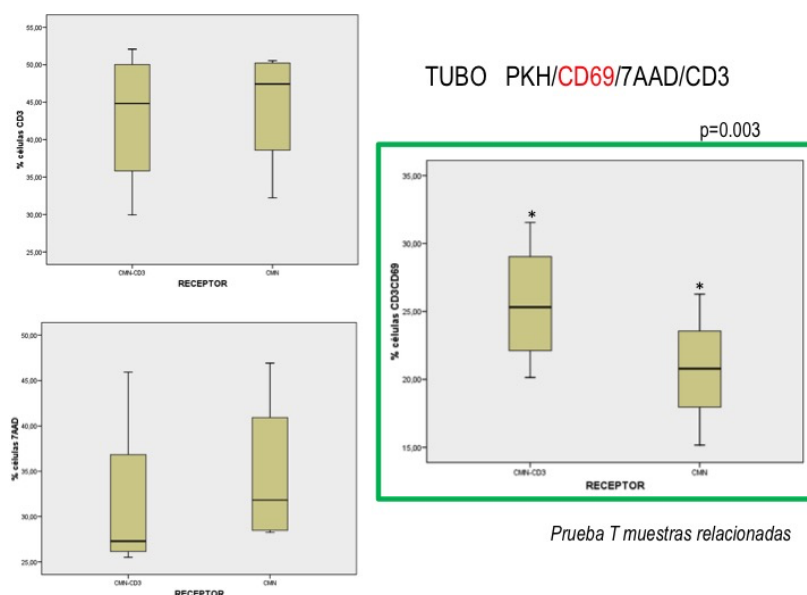 TUBO PKH/CD69/7AAD/CD3
p=0.003
% células CD3
55,00
50,00
45,00
40,00
35,00
30,00
25,00
CMN-CD3 CMN
RECEPTOR
% células 7AAD
50,00
45,00
40,00
35,00
30,00
25,00
CMN-CD3 CMN
RECEPTOR
% células CD3CD69
35,00
30,00
25,00
20,00
15,00
* *
CMN-CD3 CMN
RECEPTOR
Prueba T muestras relacionadas